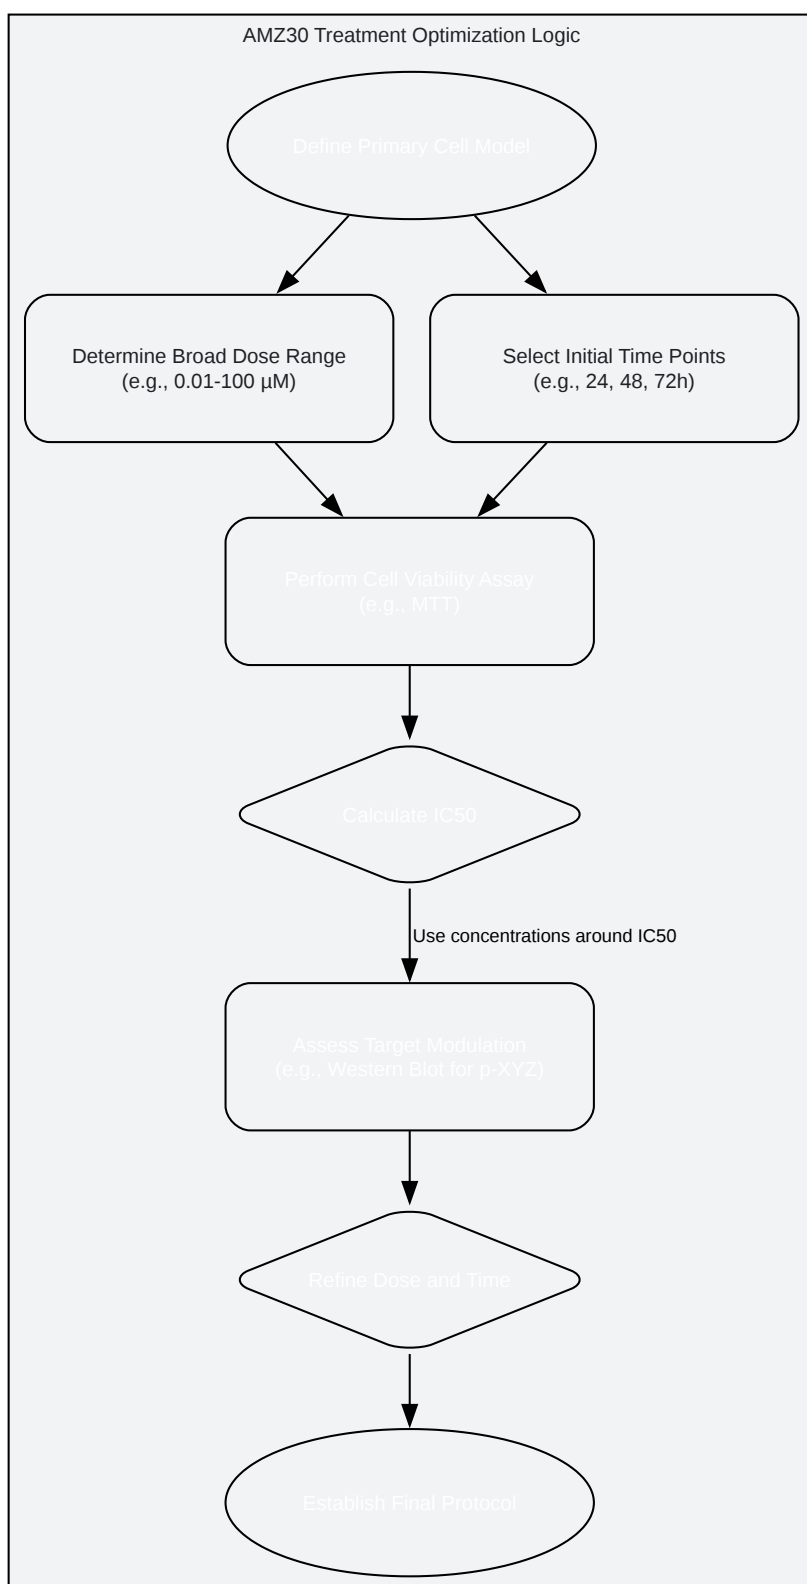 AMZ30 Treatment Optimization Logic
Define Primary Cell Model
Determine Broad Dose Range
(e.g., 0.01-100 µM)
Select Initial Time Points
(e.g., 24, 48, 72h)
Perform Cell Viability Assay
(e.g., MTT)
Calculate IC50
Use concentrations around IC50
Assess Target Modulation
(e.g., Western Blot for p-XYZ)
Refine Dose and Time
Establish Final Protocol